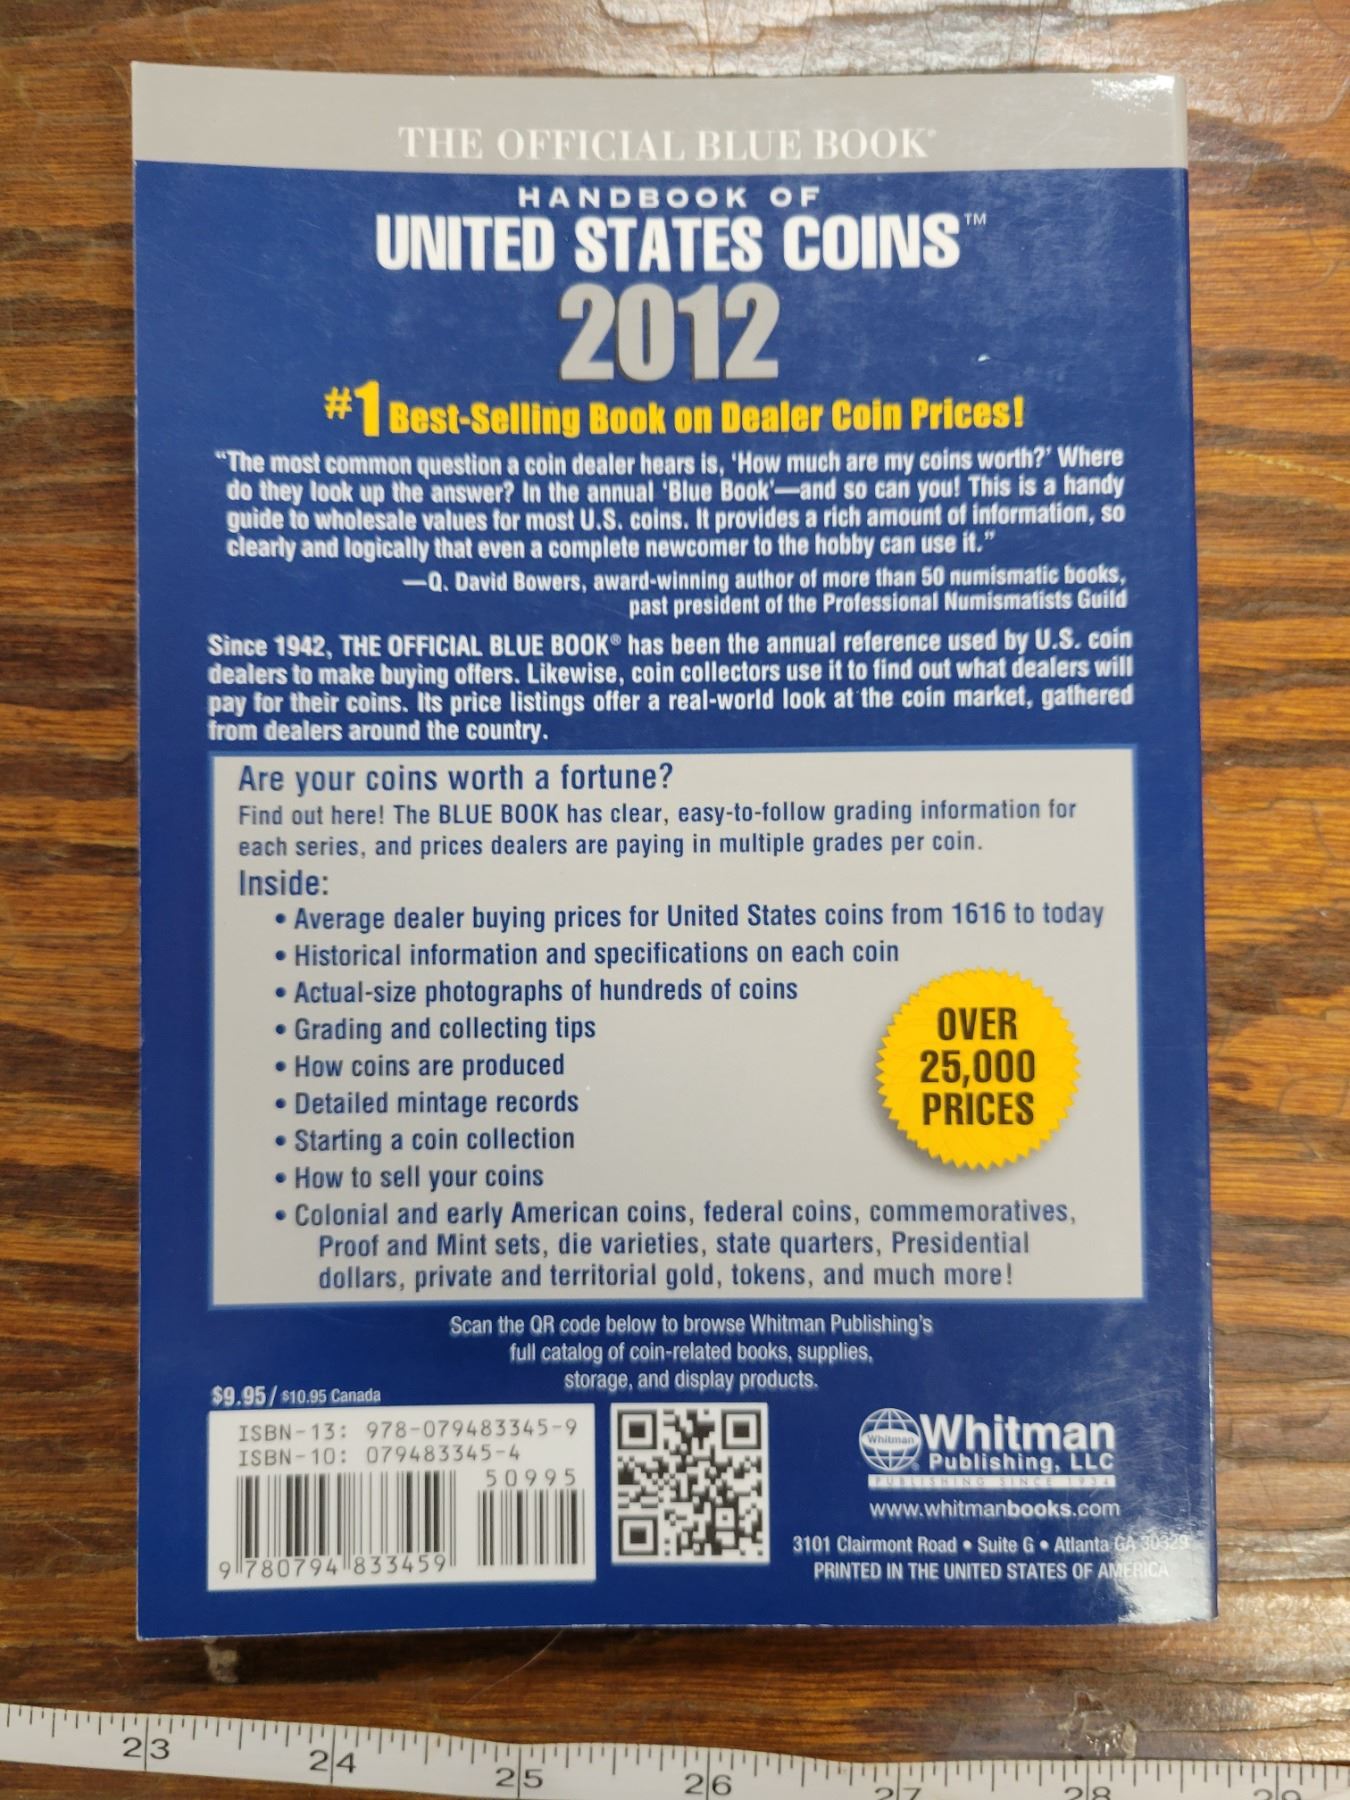 THE OFFICIAL BLUE BOOK®
HANDBOOK OF
UNITED STATES COINS™
2012
#1 Best-Selling Book on Dealer Coin Prices!
“The most common question a coin dealer hears is, ‘How much are my coins worth?’ Where
do they look up the answer? In the annual ‘Blue Book’—and so can you! This is a handy
guide to wholesale values for most U.S. coins. It provides a rich amount of information, so
clearly and logically that even a complete newcomer to the hobby can use it.”
—Q. David Bowers, award-winning author of more than 50 numismatic books,
past president of the Professional Numismatists Guild
Since 1942, THE OFFICIAL BLUE BOOK® has been the annual reference used by U.S. coin
dealers to make buying offers. Likewise, coin collectors use it to find out what dealers will
pay for their coins. Its price listings offer a real-world look at the coin market, gathered
from dealers around the country.
Are your coins worth a fortune?
Find out here! The BLUE BOOK has clear, easy-to-follow grading information for
each series, and prices dealers are paying in multiple grades per coin.
Inside:
• Average dealer buying prices for United States coins from 1616 to today
• Historical information and specifications on each coin
• Actual-size photographs of hundreds of coins
• Grading and collecting tips
• How coins are produced
• Detailed mintage records
• Starting a coin collection
• How to sell your coins
• Colonial and early American coins, federal coins, commemoratives,
Proof and Mint sets, die varieties, state quarters, Presidential
dollars, private and territorial gold, tokens, and much more!
OVER
25,000
PRICES
Scan the QR code below to browse Whitman Publishing’s
full catalog of coin-related books, supplies,
storage, and display products.
$9.95 / $10.95 Canada
ISBN-13: 978-079483345-9
ISBN-10: 079483345-4
50995
9 780794 833459
Whitman
Whitman®
Publishing, LLC
PUBLISHING SINCE 1934
www.whitmanbooks.com
3101 Clairmont Road • Suite G • Atlanta GA 30329
PRINTED IN THE UNITED STATES OF AMERICA
23 24 25 26 27 28 29